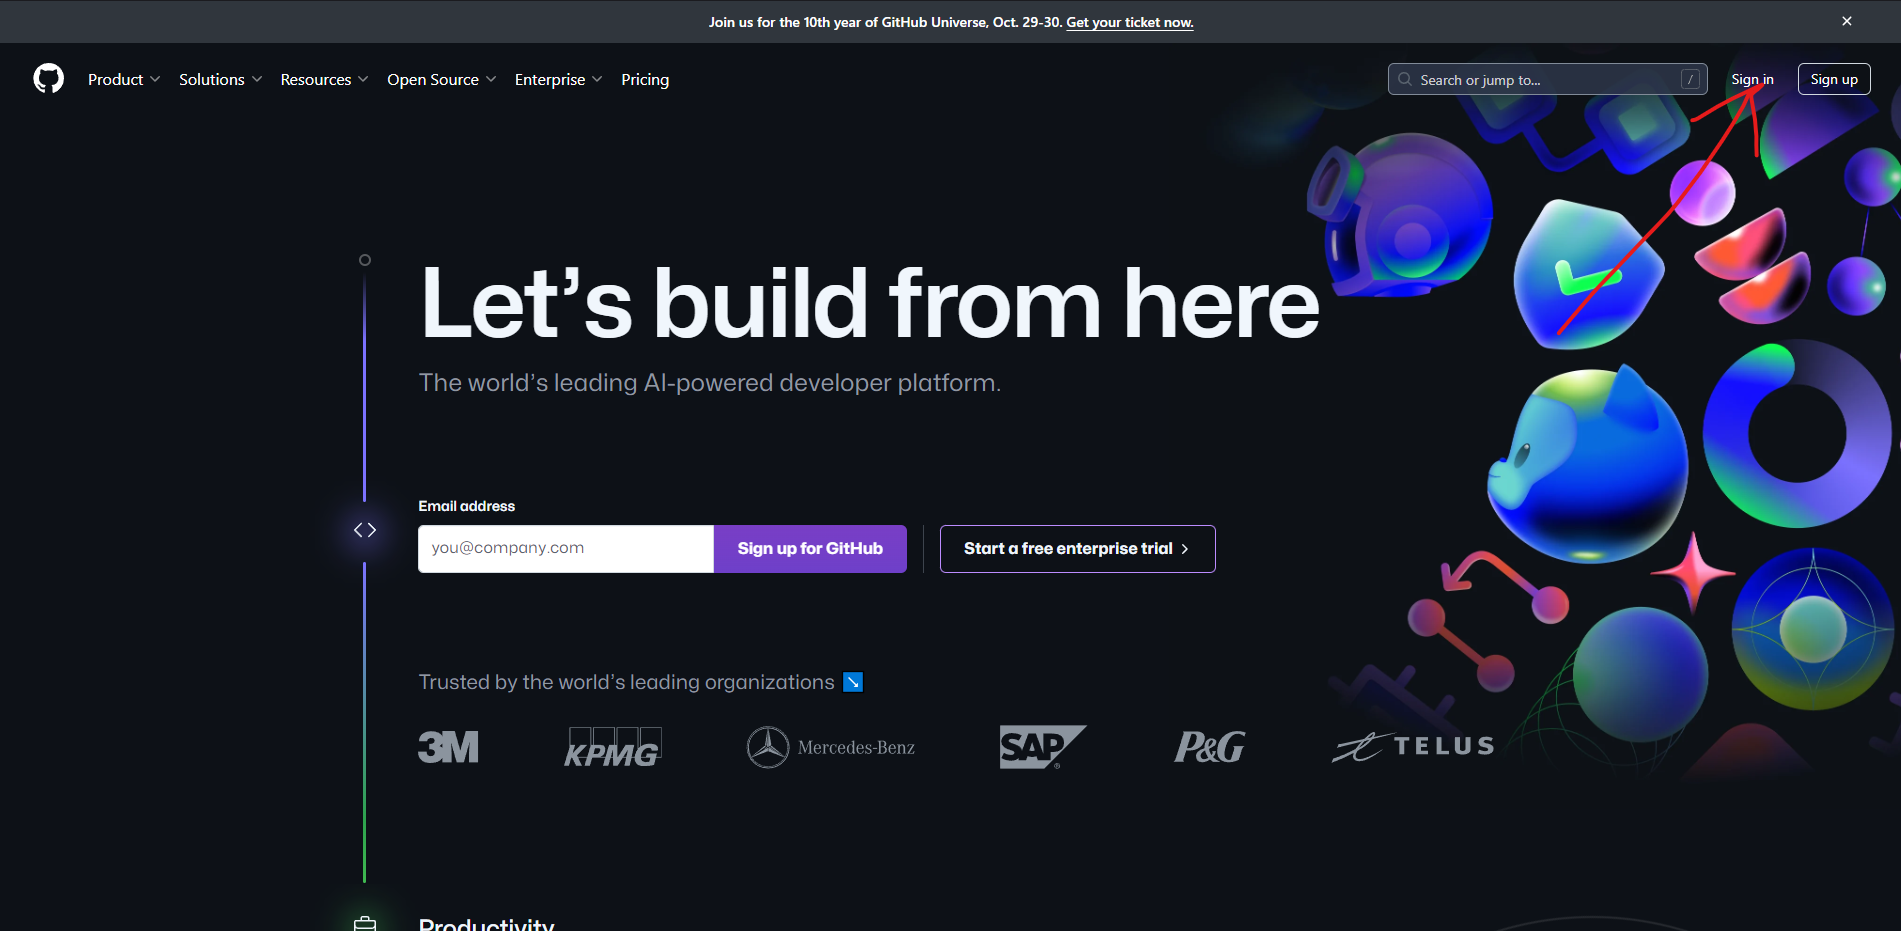 Join us for the 10th year of GitHub Universe, Oct. 29-30. Get your ticket now.
Product Solutions Resources Open Source Enterprise Pricing Search or jump to... / Sign in Sign up
Let’s build from here
The world’s leading AI-powered developer platform.
Email address
you@company.com Sign up for GitHub Start a free enterprise trial
Trusted by the world’s leading organizations
3M KPMG Mercedes-Benz SAP® P&G TELUS
Productivity